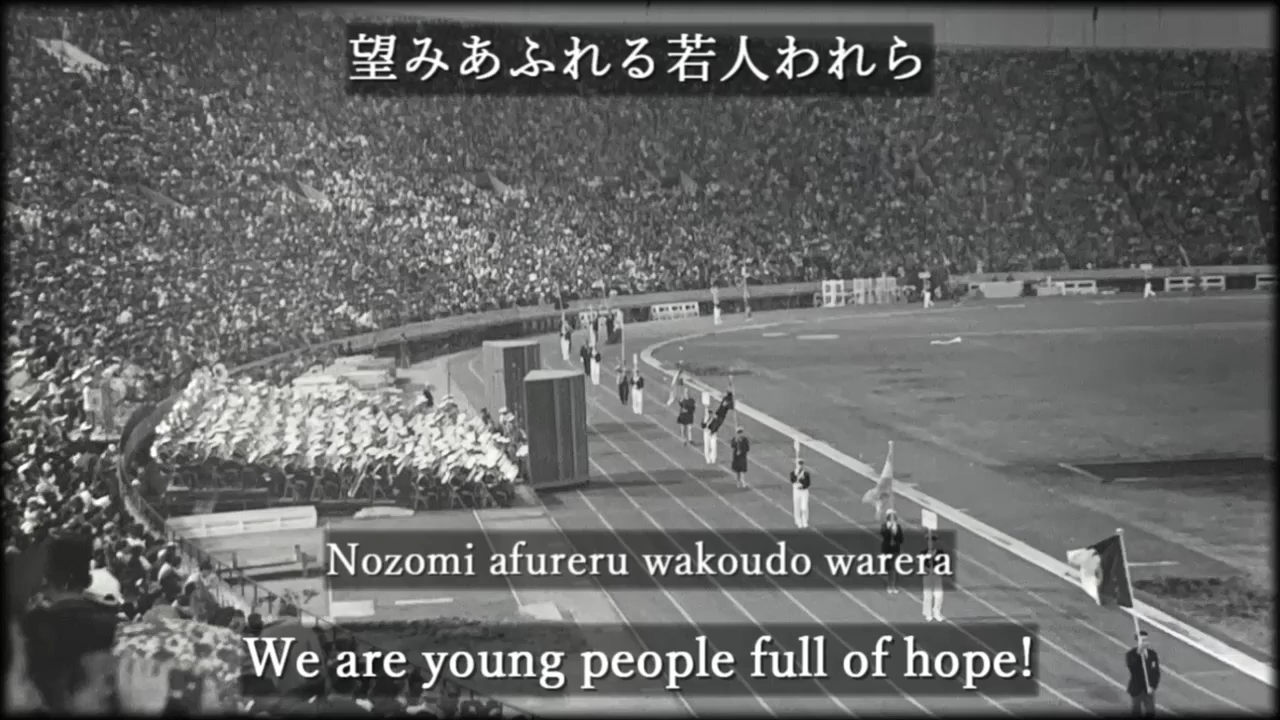 望みあふれる若人われら
Nozomi afureru wakoudo warera
We are young people full of hope!